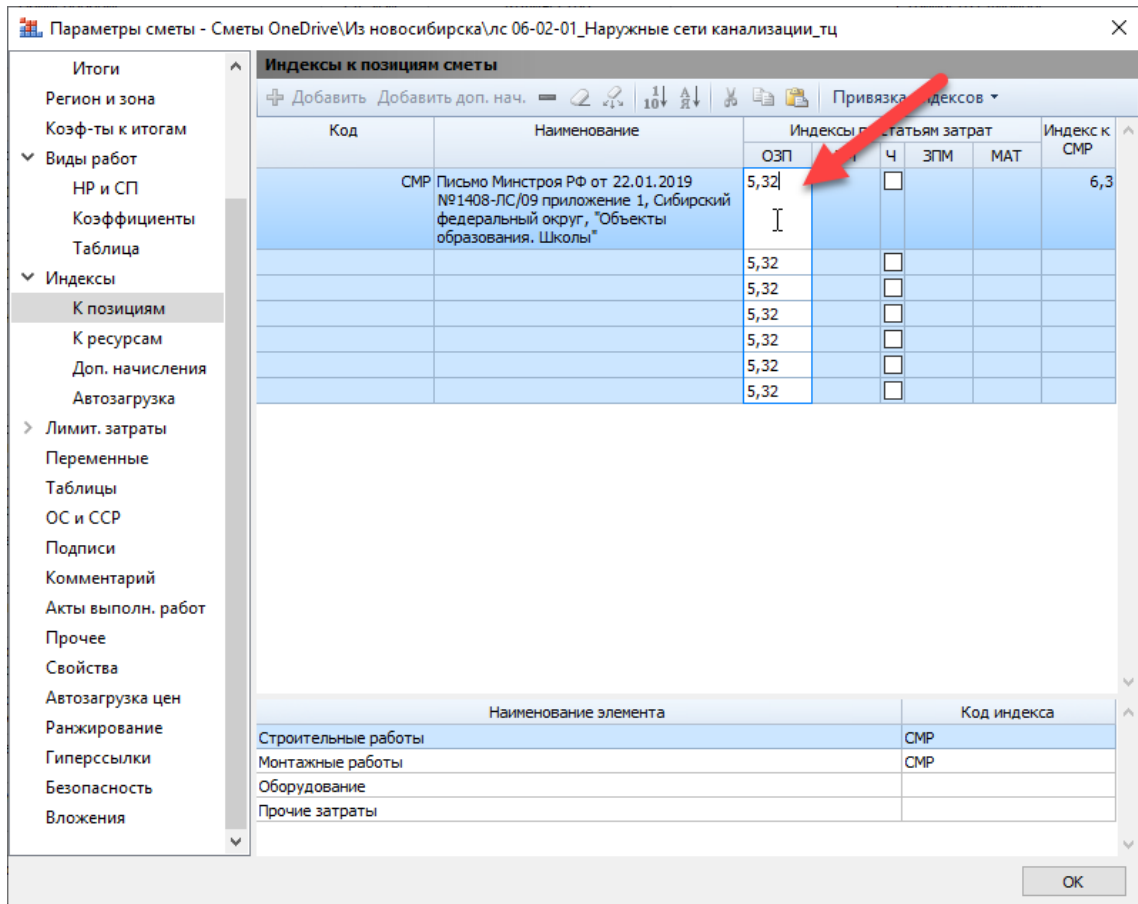 Параметры сметы - Сметы OneDrive\Из новосибирска\лс 06-02-01_Наружные сети канализации_тц
Итоги
Регион и зона
Коэф-ты к итогам
Виды работ
НР и СП
Коэффициенты
Таблица
Индексы
К позициям
К ресурсам
Доп. начисления
Автозагрузка
Лимит. затраты
Переменные
Таблицы
ОС и ССР
Подписи
Комментарий
Акты выполн. работ
Прочее
Свойства
Автозагрузка цен
Ранжирование
Гиперссылки
Безопасность
Вложения
Индексы к позициям сметы
Добавить Добавить доп. нач. Привязка
Код Наименование Индексы статьям затрат Индекс к
СМР
ОЗП Ч ЗПМ МАТ
СМР Письмо Минстроя РФ от 22.01.2019 5,32 6,3
№1408-ЛС/09 приложение 1, Сибирский
федеральный округ, "Объекты
образования. Школы"
5,32
5,32
5,32
5,32
5,32
5,32
Наименование элемента Код индекса
Строительные работы СМР
Монтажные работы СМР
Оборудование
Прочие затраты
OK